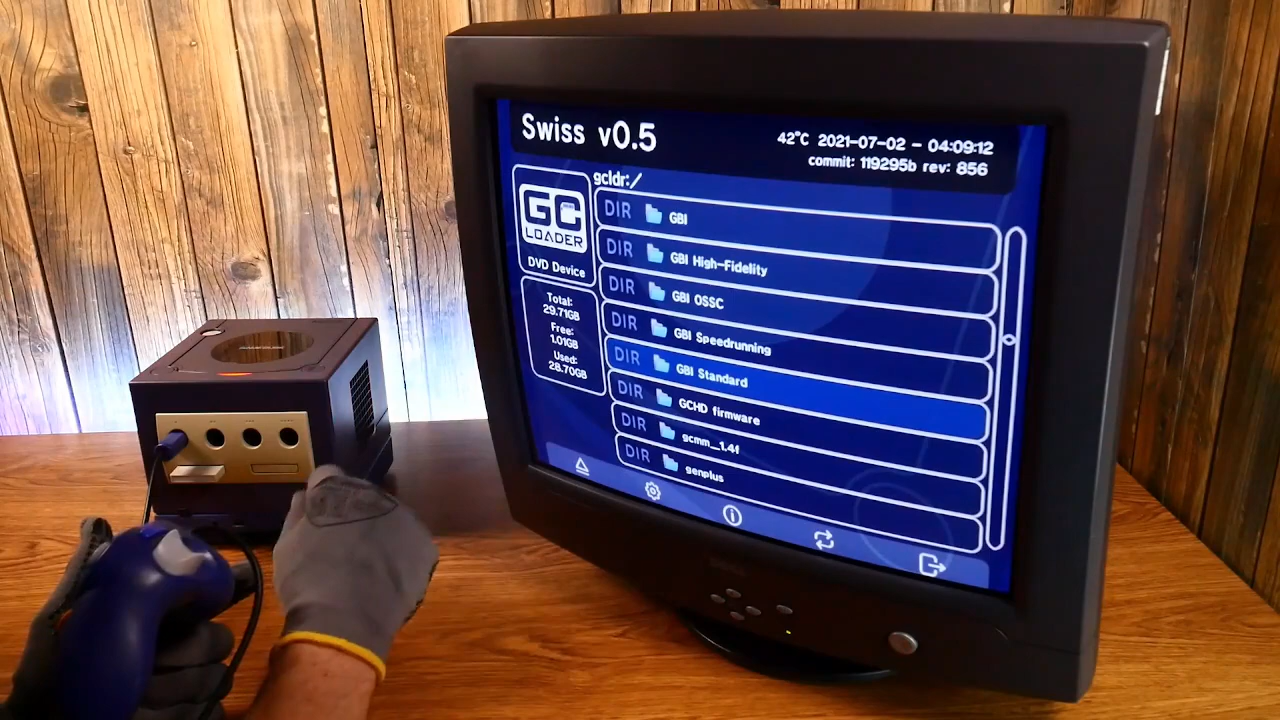 Swiss v0.5
42°C 2021-07-02 - 04:09:12
commit: 119295b rev: 856
gcldr:/
GC
LOADER
DVD Device
Total:
29.71GB
Free:
1.01GB
Used:
28.70GB
DIR GBI
DIR GBI High-Fidelity
DIR GBI OSSC
DIR GBI Speedrunning
DIR GBI Standard
DIR GCHD firmware
DIR gcmm_1.4f
DIR genplus